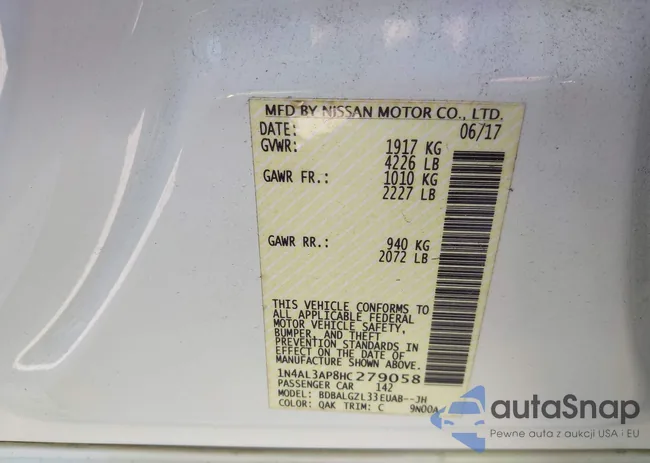 MFD BY NISSAN MOTOR CO., LTD.
DATE: 06/17
GVWR: 1917 KG
4226 LB
GAWR FR.: 1010 KG
2227 LB
GAWR RR.: 940 KG
2072 LB
THIS VEHICLE CONFORMS TO
ALL APPLICABLE FEDERAL
MOTOR VEHICLE SAFETY,
BUMPER, AND THEFT
PREVENTION STANDARDS IN
EFFECT ON THE DATE OF
MANUFACTURE SHOWN ABOVE.
1N4AL3AP8HC279058
PASSENGER CAR 142
MODEL: BDBALGZL33EUAB--JH
COLOR: QAK TRIM: C 9N00A
autoSnap
Pewne auta z aukcji USA · EU